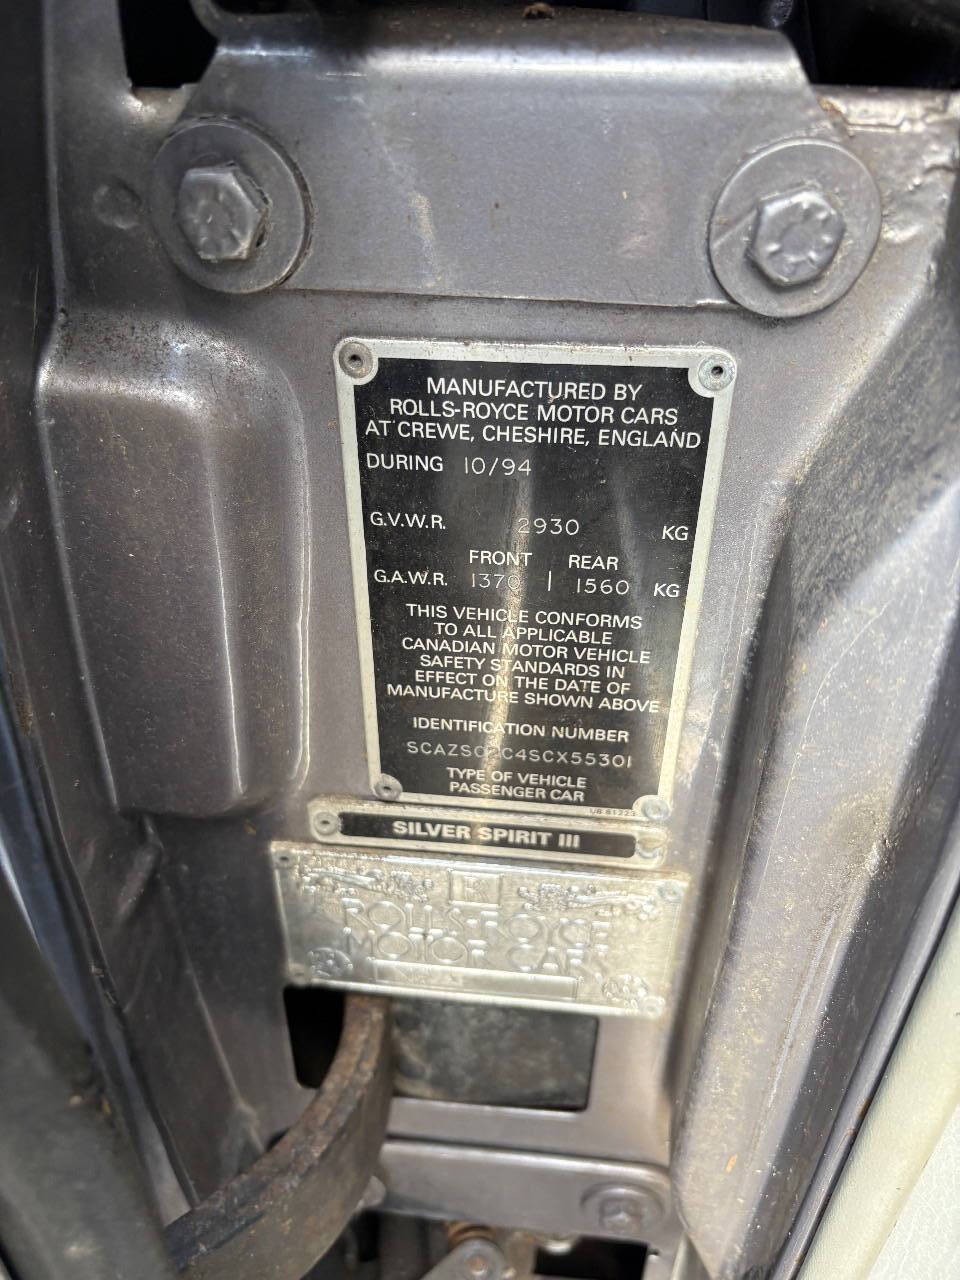 MANUFACTURED BY
ROLLS-ROYCE MOTOR CARS
AT CREWE, CHESHIRE, ENGLAND
DURING 10/94
G.V.W.R. 2930 KG
FRONT REAR
G.A.W.R. 1370 | 1560 KG
THIS VEHICLE CONFORMS
TO ALL APPLICABLE
CANADIAN MOTOR VEHICLE
SAFETY STANDARDS IN
EFFECT ON THE DATE OF
MANUFACTURE SHOWN ABOVE
IDENTIFICATION NUMBER
SCAZS02C4SCX55301
TYPE OF VEHICLE
PASSENGER CAR
UB 81223
SILVER SPIRIT III
ROLLS-ROYCE
MOTOR CARS